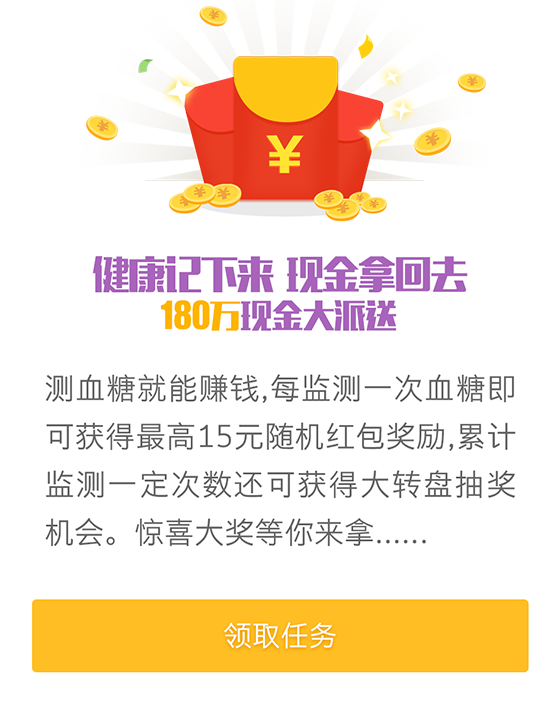 ¥
健康记下来 现金拿回去
180万现金大派送
测血糖就能赚钱,每监测一次血糖即
可获得最高15元随机红包奖励,累计
监测一定次数还可获得大转盘抽奖
机会。惊喜大奖等你来拿......
领取任务